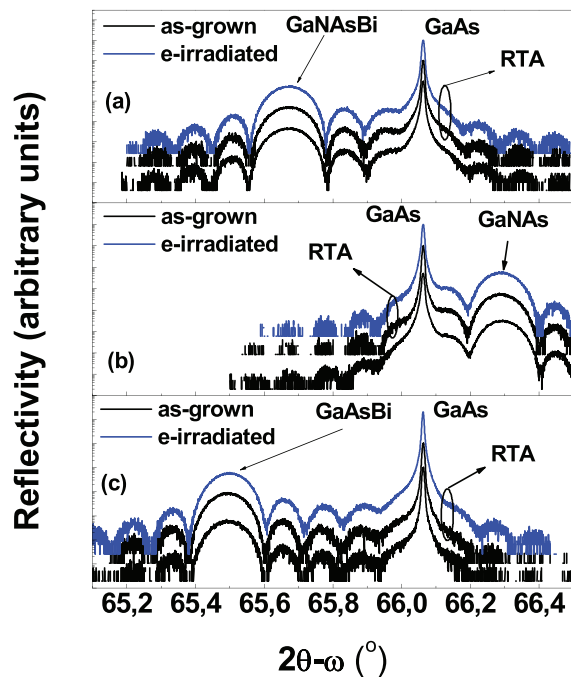 Reflectivity (arbitrary units)
as-grown
e-irradiated
GaNAsBi
GaAs
RTA
(a)
as-grown
e-irradiated
GaAs
GaNAs
RTA
(b)
as-grown
e-irradiated
GaAsBi
GaAs
RTA
(c)
65,2 65,4 65,6 65,8 66,0 66,2 66,4
2θ-ω (°)